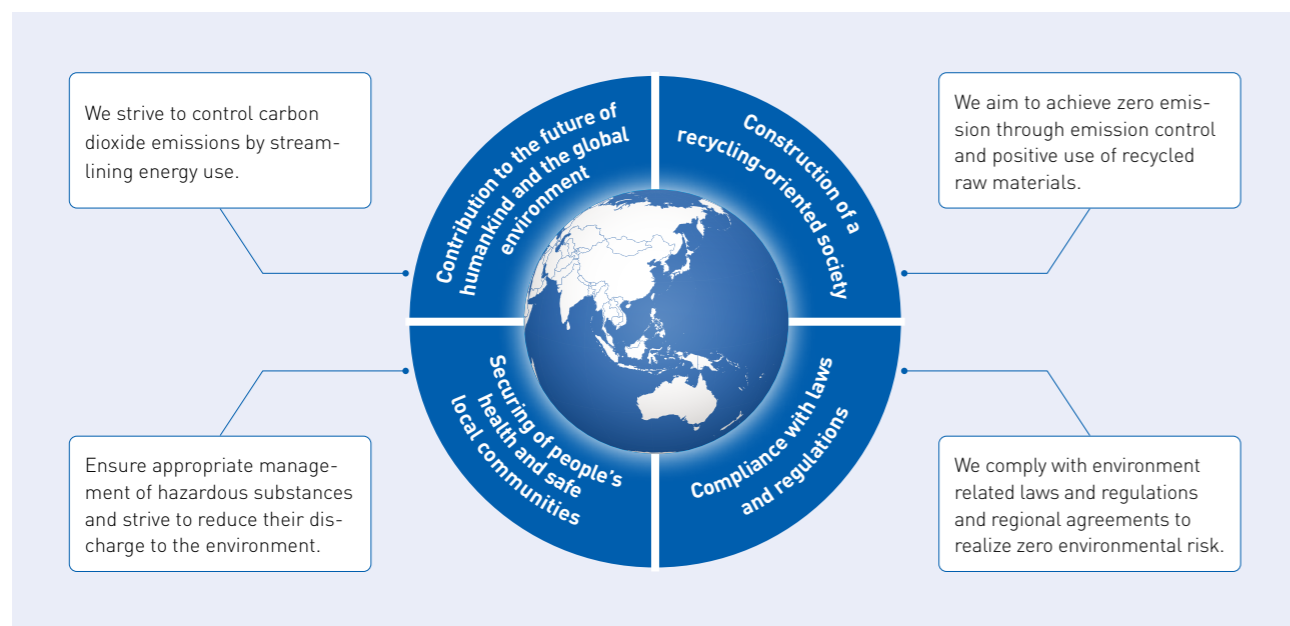 We strive to control carbon
dioxide emissions by stream-
lining energy use.
Contribution to the future of
humankind and the global
environment
Construction of a
recycling-oriented society
We aim to achieve zero emis-
sion through emission control
and positive use of recycled
raw materials.
Ensure appropriate manage-
ment of hazardous substances
and strive to reduce their dis-
charge to the environment.
Securing of people's
health and safe
local communities
Compliance with laws
and regulations
We comply with environment
related laws and regulations
and regional agreements to
realize zero environmental risk.